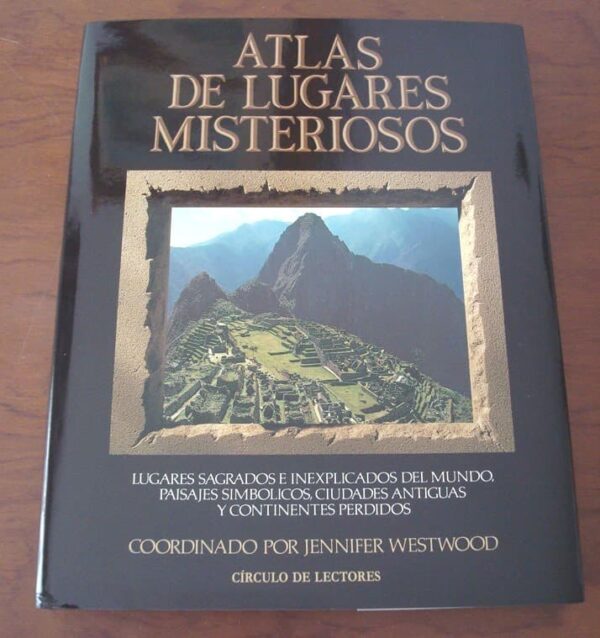 ATLAS
DE LUGARES
MISTERIOSOS
LUGARES SAGRADOS E INEXPLICADOS DEL MUNDO,
PAISAJES SIMBOLICOS, CIUDADES ANTIGUAS
Y CONTINENTES PERDIDOS
COORDINADO POR JENNIFER WESTWOOD
CÍRCULO DE LECTORES